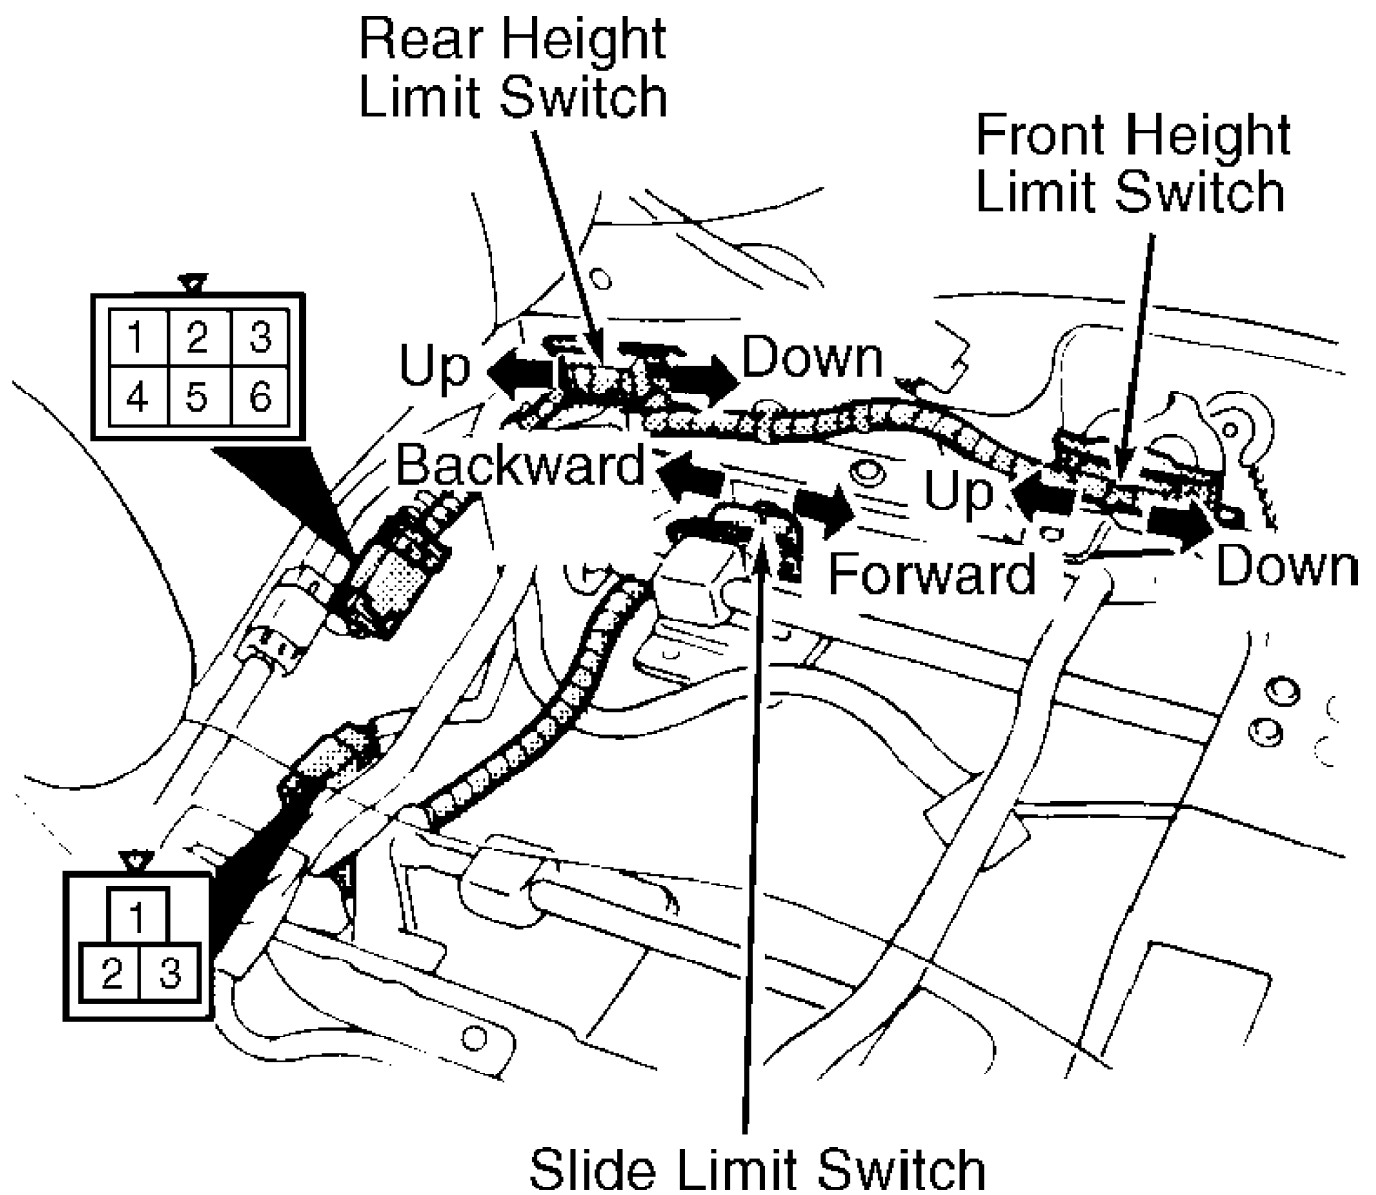 Rear Height
Limit Switch
Front Height
Limit Switch
1 2 3
4 5 6
Up
Down
Backward
Up
Forward
Down
1
2 3
Slide Limit Switch